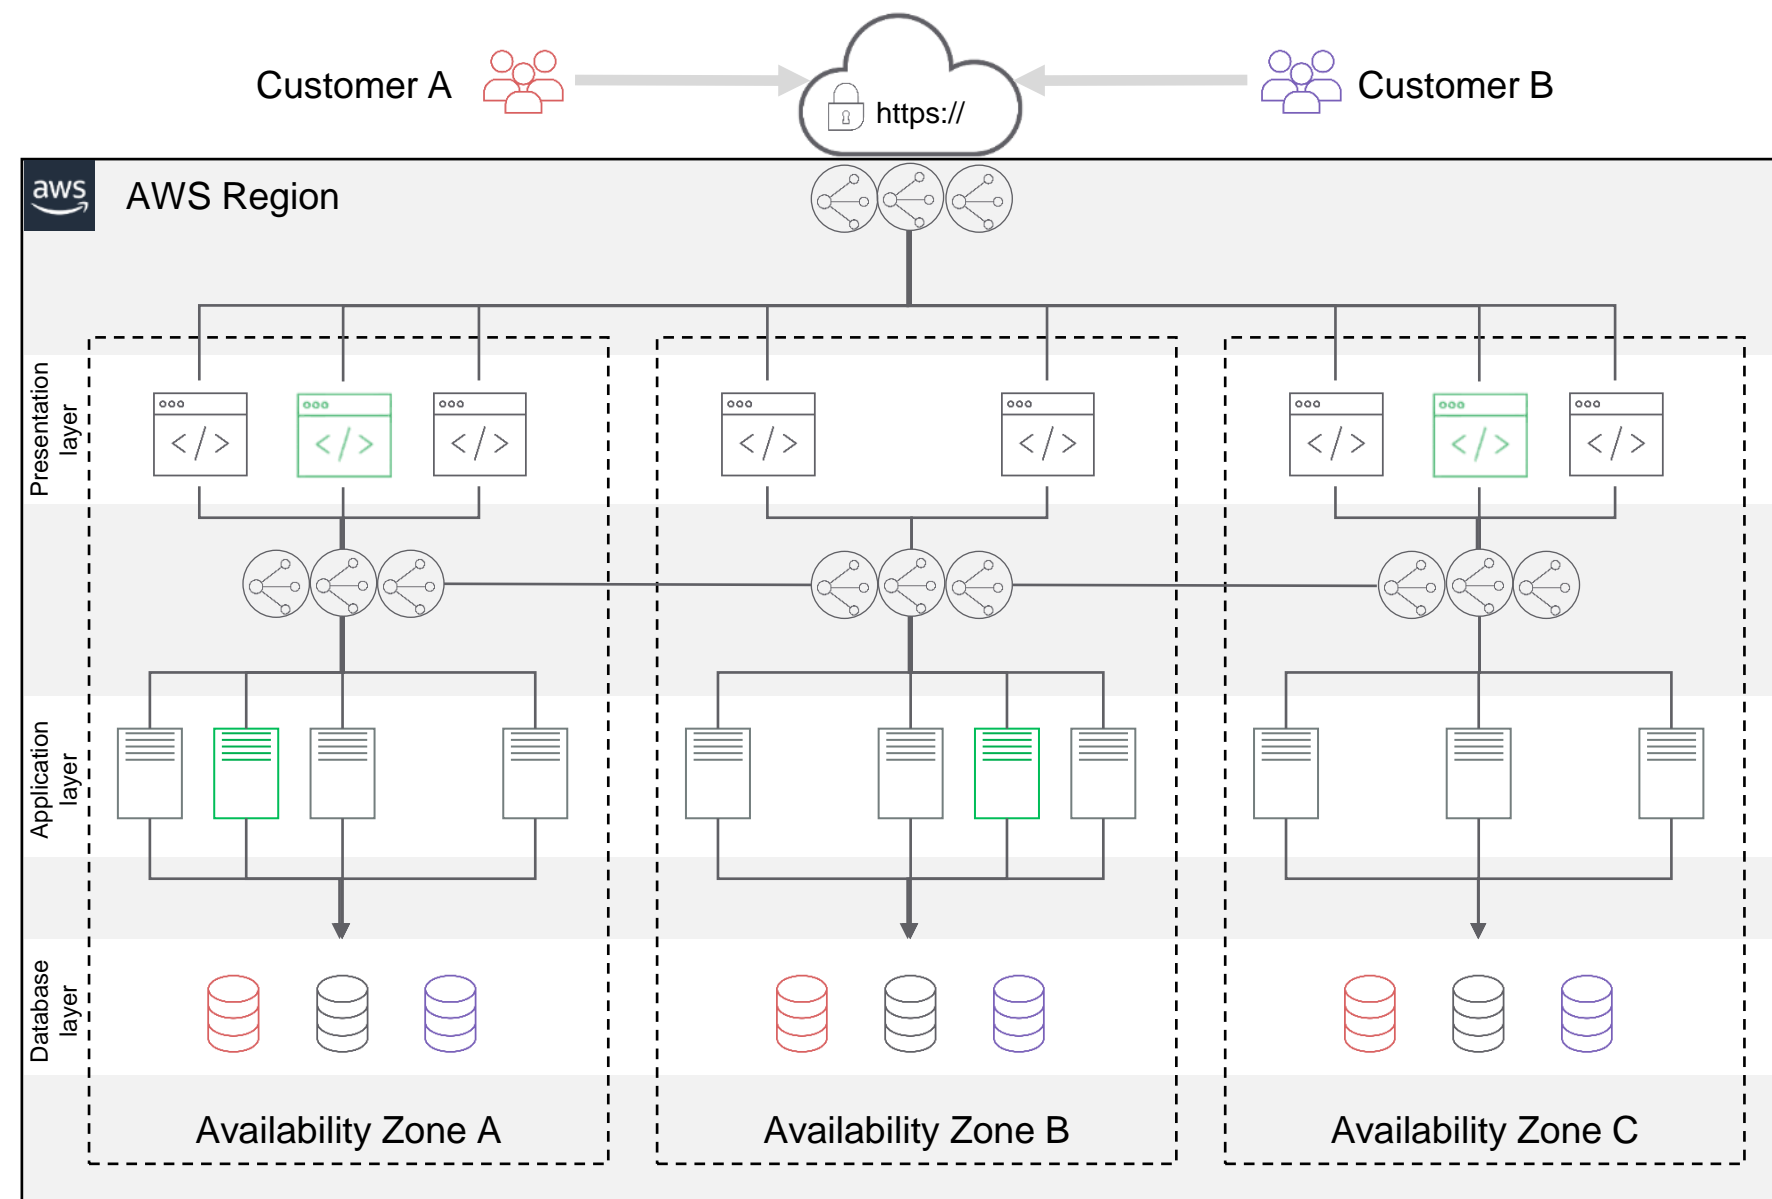 Customer A
https://
Customer B
aws
AWS Region
Presentation
layer
</>
</>
</>
</>
</>
</>
</>
</>
Application
layer
Database
layer
Availability Zone A
Availability Zone B
Availability Zone C